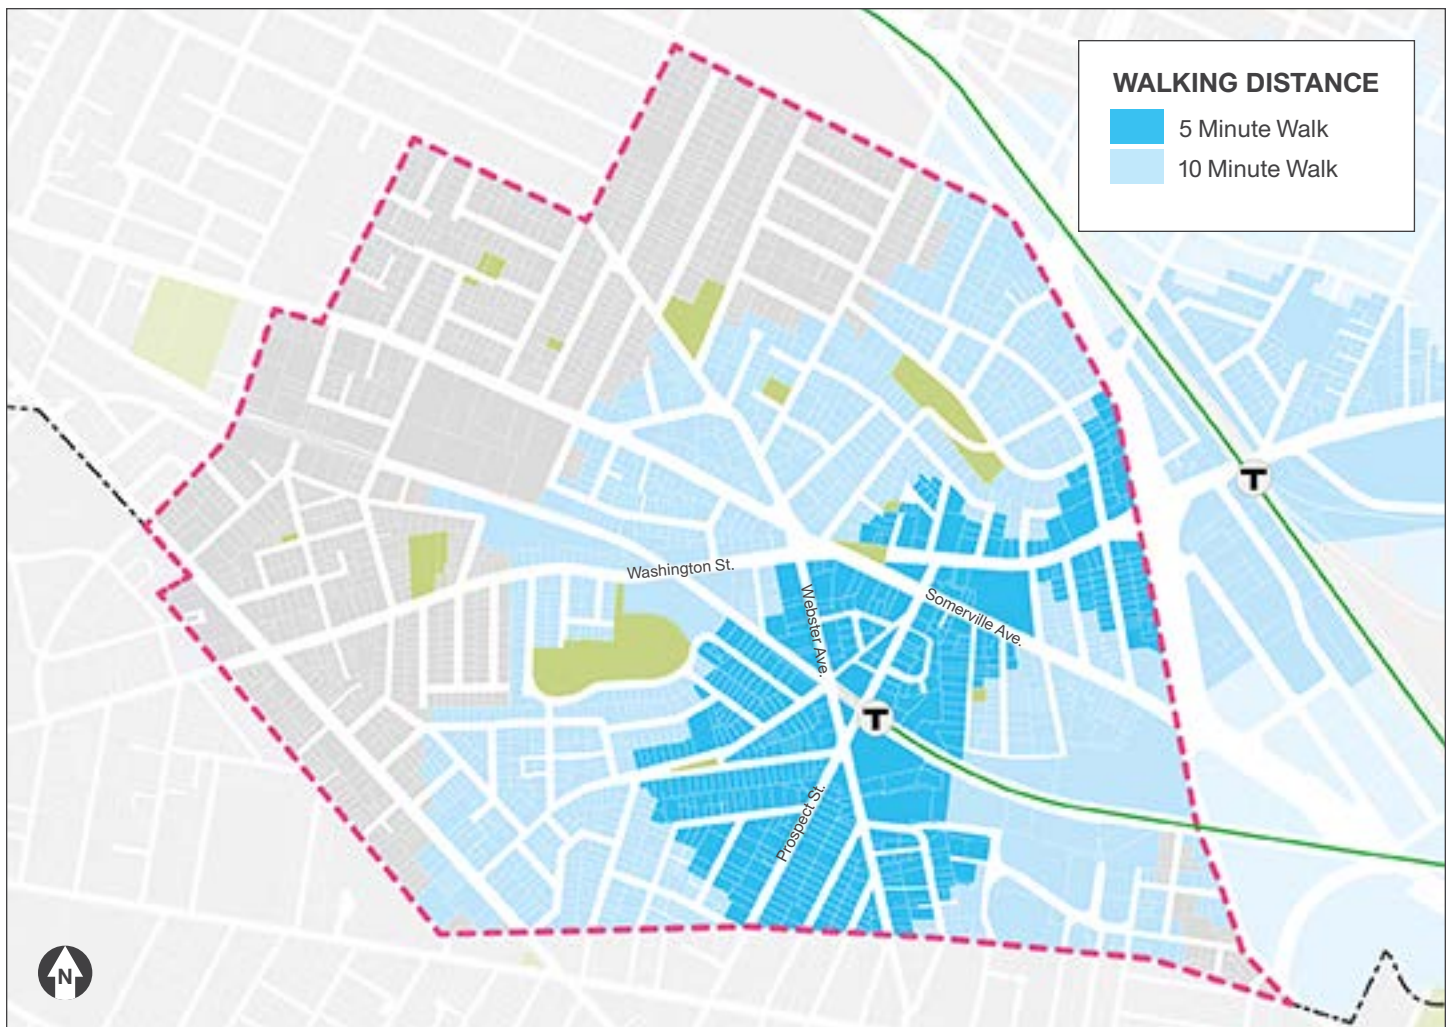 WALKING DISTANCE
5 Minute Walk
10 Minute Walk
T
Washington St.
Webster Ave.
Somerville Ave.
T
Prospect St.
N